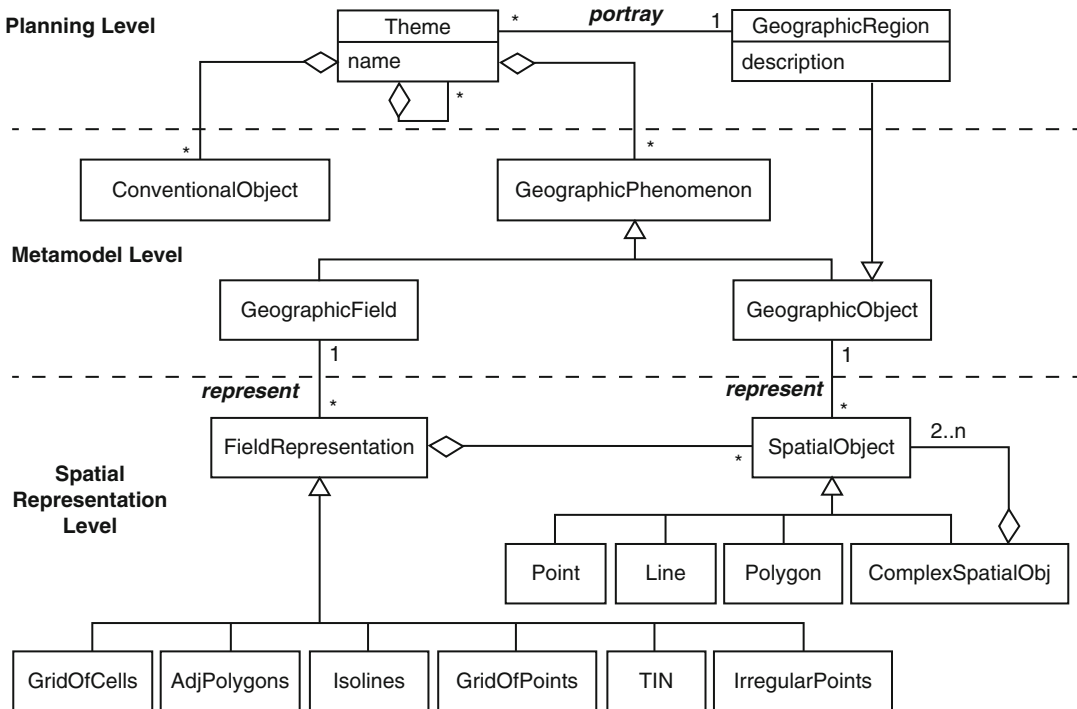 Planning Level
Theme
name
*
portray
1
GeographicRegion
description
*
*
*
ConventionalObject
GeographicPhenomenon
Metamodel Level
GeographicField
GeographicObject
1
1
represent
represent
*
*
FieldRepresentation
*
SpatialObject
2..n
Spatial
Representation
Level
Point
Line
Polygon
ComplexSpatialObj
GridOfCells
AdjPolygons
Isolines
GridOfPoints
TIN
IrregularPoints